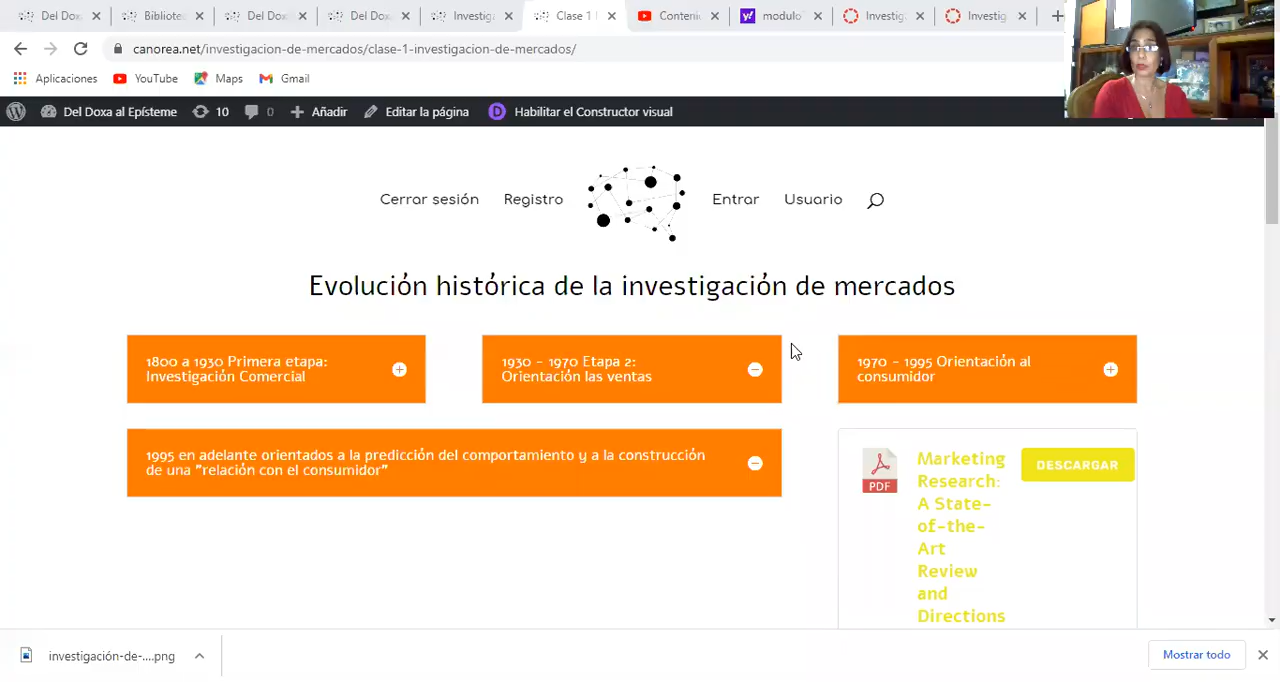 Del Doxa
Bibliote
Del Dox
Del Dox
Investig
Clase 1
Conteni
modulo
Investig
Investig
canorea.net/investigacion-de-mercados/clase-1-investigacion-de-mercados/
Aplicaciones
YouTube
Maps
Gmail
Del Doxa al Epísteme
10
0
Añadir
Editar la página
Habilitar el Constructor visual
Cerrar sesión
Registro
Entrar
Usuario
Evolución histórica de la investigación de mercados
1800 a 1930 Primera etapa:
Investigación Comercial
1930 - 1970 Etapa 2:
Orientación las ventas
1970 - 1995 Orientación al
consumidor
1995 en adelante orientados a la predicción del comportamiento y a la construcción
de una "relación con el consumidor"
PDF
Marketing
Research:
A State-
of-the-
Art
Review
and
Directions
DESCARGAR
investigación-de-....png
Mostrar todo